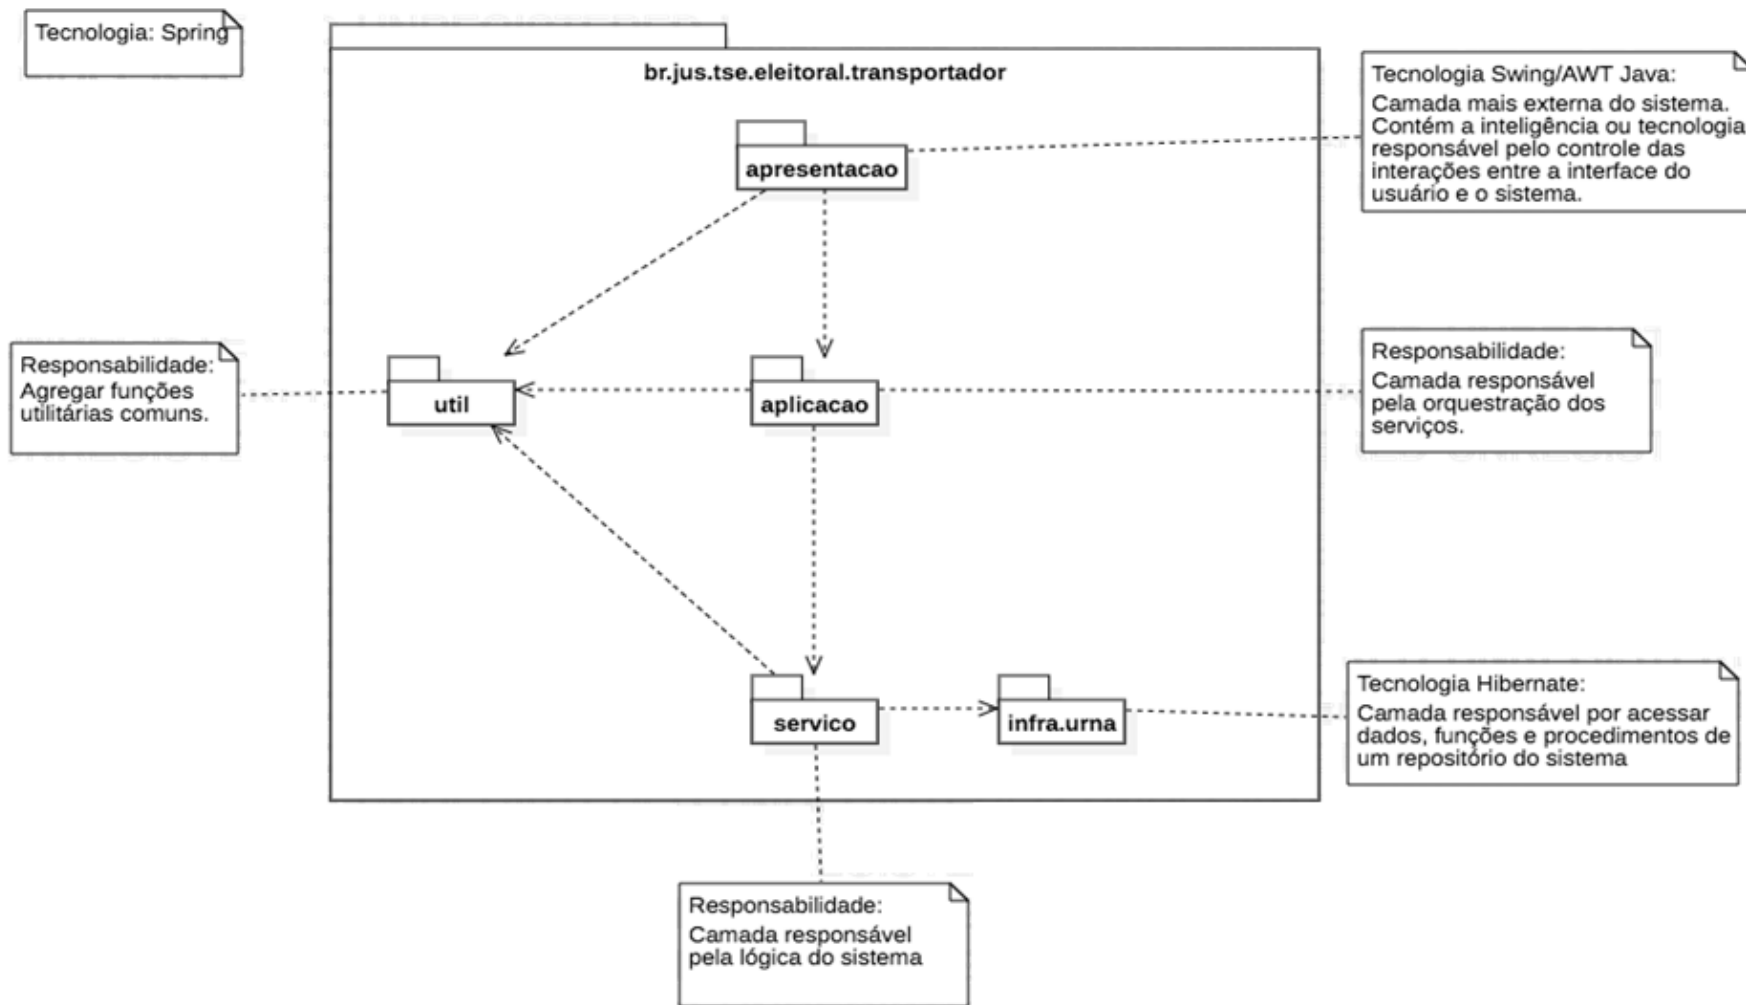 Tecnologia: Spring
br.jus.tse.eleitoral.transportador
Tecnologia Swing/AWT Java:
Camada mais externa do sistema.
Contém a inteligência ou tecnologia
responsável pelo controle das
interações entre a interface do
usuário e o sistema.
apresentacao
Responsabilidade:
Agregar funções
utilitárias comuns.
util
aplicacao
Responsabilidade:
Camada responsável
pela orquestração dos
serviços.
servico
infra.urna
Tecnologia Hibernate:
Camada responsável por acessar
dados, funções e procedimentos de
um repositório do sistema
Responsabilidade:
Camada responsável
pela lógica do sistema